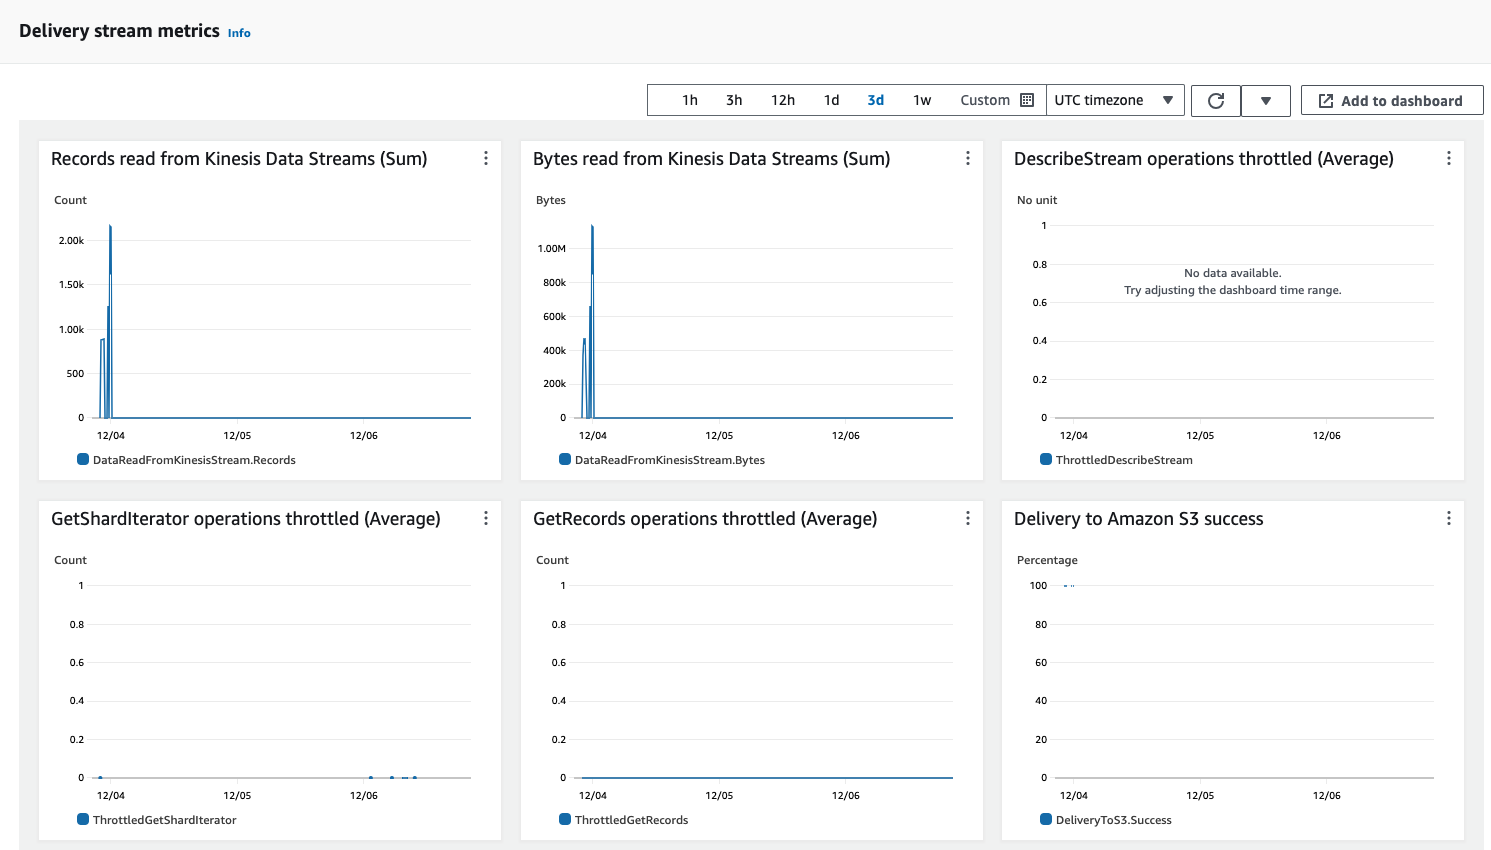 Delivery stream metrics Info
1h 3h 12h 1d 3d 1w Custom UTC timezone Add to dashboard
Records read from Kinesis Data Streams (Sum)
Count
2.00k
1.50k
1.00k
500
0
12/04 12/05 12/06
DataReadFromKinesisStream.Records
Bytes read from Kinesis Data Streams (Sum)
Bytes
1.00M
800k
600k
400k
200k
0
12/04 12/05 12/06
DataReadFromKinesisStream.Bytes
DescribeStream operations throttled (Average)
No unit
1
0.8
No data available.
Try adjusting the dashboard time range.
0.6
0.4
0.2
0
12/04 12/05 12/06
ThrottledDescribeStream
GetShardIterator operations throttled (Average)
Count
1
0.8
0.6
0.4
0.2
0
12/04 12/05 12/06
ThrottledGetShardIterator
GetRecords operations throttled (Average)
Count
1
0.8
0.6
0.4
0.2
0
12/04 12/05 12/06
ThrottledGetRecords
Delivery to Amazon S3 success
Percentage
100
80
60
40
20
0
12/04 12/05 12/06
DeliveryToS3.Success